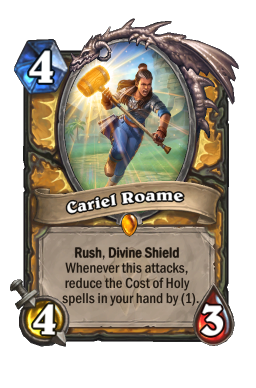 4
Cariel Roame
Rush, Divine Shield
Whenever this attacks,
reduce the Cost of Holy
spells in your hand by (1).
4
3